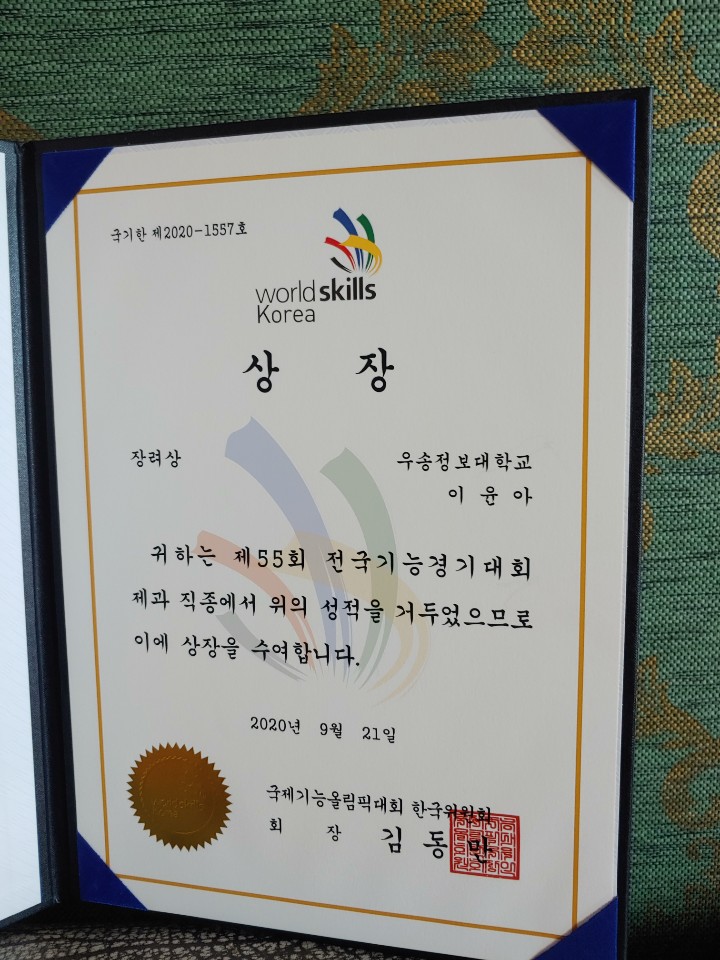 국기한 제2020-1557호
world skills
Korea
상 장
장려상
우송정보대학교
이 윤 아
귀하는 제55회 전국기능경기대회
제과 직종에서 위의 성적을 거두었으므로
이에 상장을 수여합니다.
2020년 9월 21일
국제기능올림픽대회 한국위원회
회 장 김 동 만